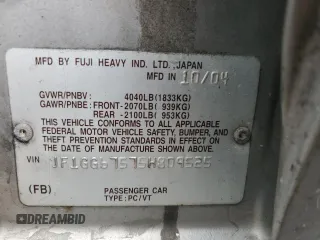 MFD BY FUJI HEAVY IND. LTD.,JAPAN
MFD IN 10/04
GVWR/PNBV: 4040LB(1833KG)
GAWR/PNBE: FRONT-2070LB( 939KG)
REAR -2100LB( 953KG)
THIS VEHICLE CONFORMS TO ALL APPLICABLE
FEDERAL MOTOR VEHICLE SAFETY, BUMPER, AND
THEFT PREVENTION STANDARDS IN EFFECT ON
THE DATE OF MANUFACTURE SHOWN ABOVE.
VIN
(FB) PASSENGER CAR
TYPE:PC/VT